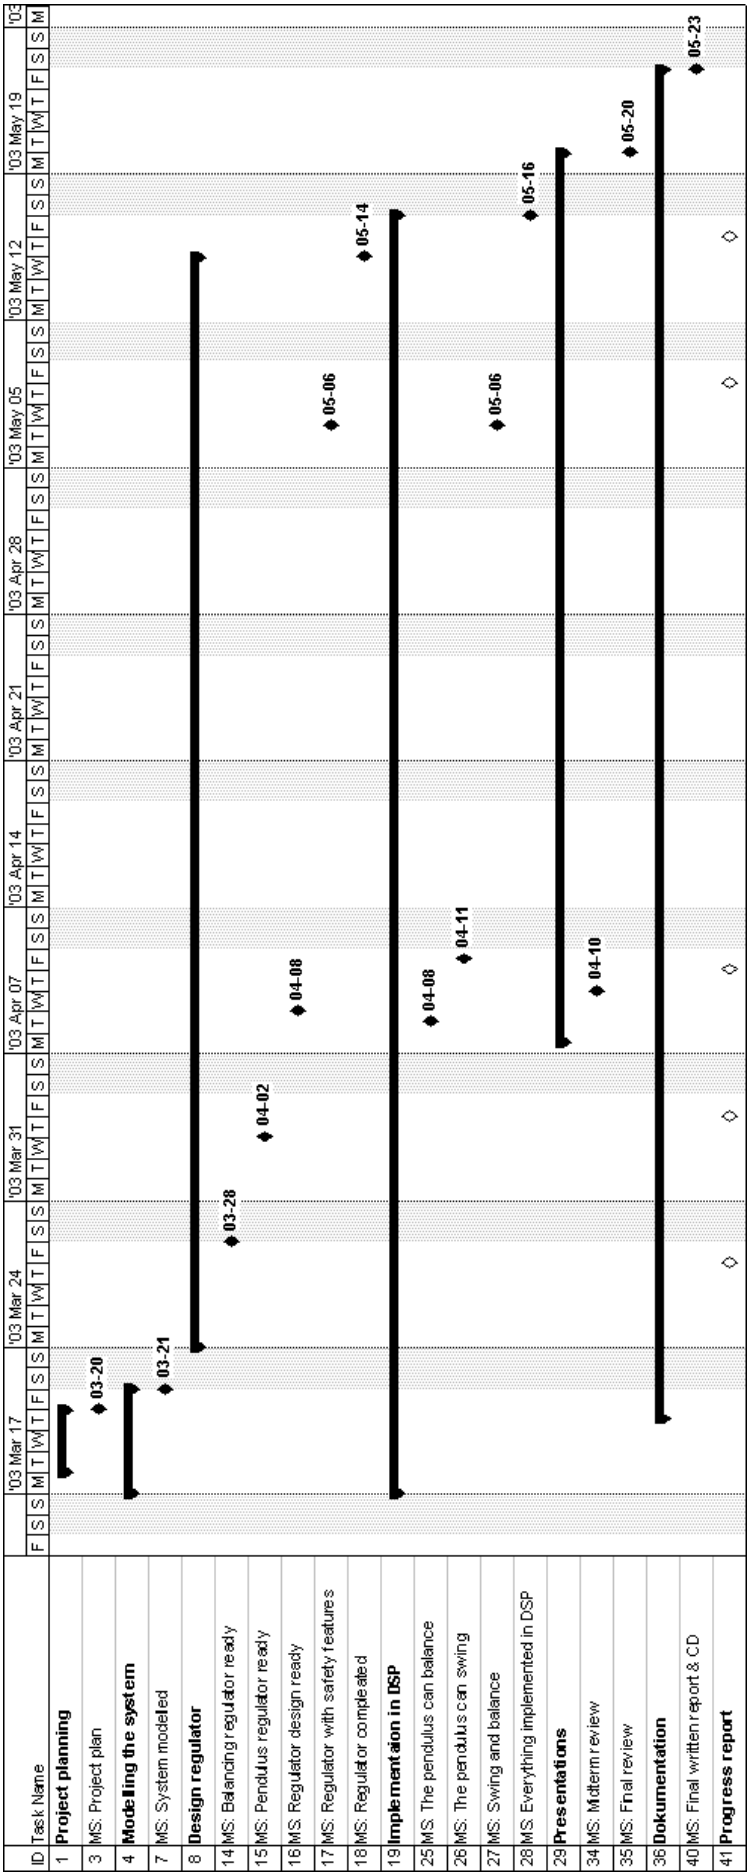 ID Task Name '03 Mar 17 '03 Mar 24 '03 Mar 31 '03 Apr 07 '03 Apr 14 '03 Apr 21 '03 Apr 28 '03 May 05 '03 May 12 '03 May 19 '03
F S S M T W T F S S M T W T F S S M T W T F S S M T W T F S S M T W T F S S M T W T F S S M T W T F S S M T W T F S S M T W T F S S M T W T F S S M
1 Project planning
3 MS: Project plan 03-20
4 Modelling the system
7 MS: System modeled 03-21
8 Design regulator
14 MS: Balancing regulator ready 03-28
15 MS: Pendulus regulator ready 04-02
16 MS: Regulator design ready 04-08
17 MS: Regulator with safety features 05-06
18 MS: Regulator compleated 05-14
19 Implementaion in DSP
25 MS: The pendulus can balance 04-08
26 MS: The pendulus can swing 04-11
27 MS: Swing and balance 05-06
28 MS: Everything implemented in DSP 05-16
29 Presentations
34 MS: Midterm review 04-10
35 MS: Final review 05-20
36 Dokumentation
40 MS: Final written report & CD 05-23
41 Progress report